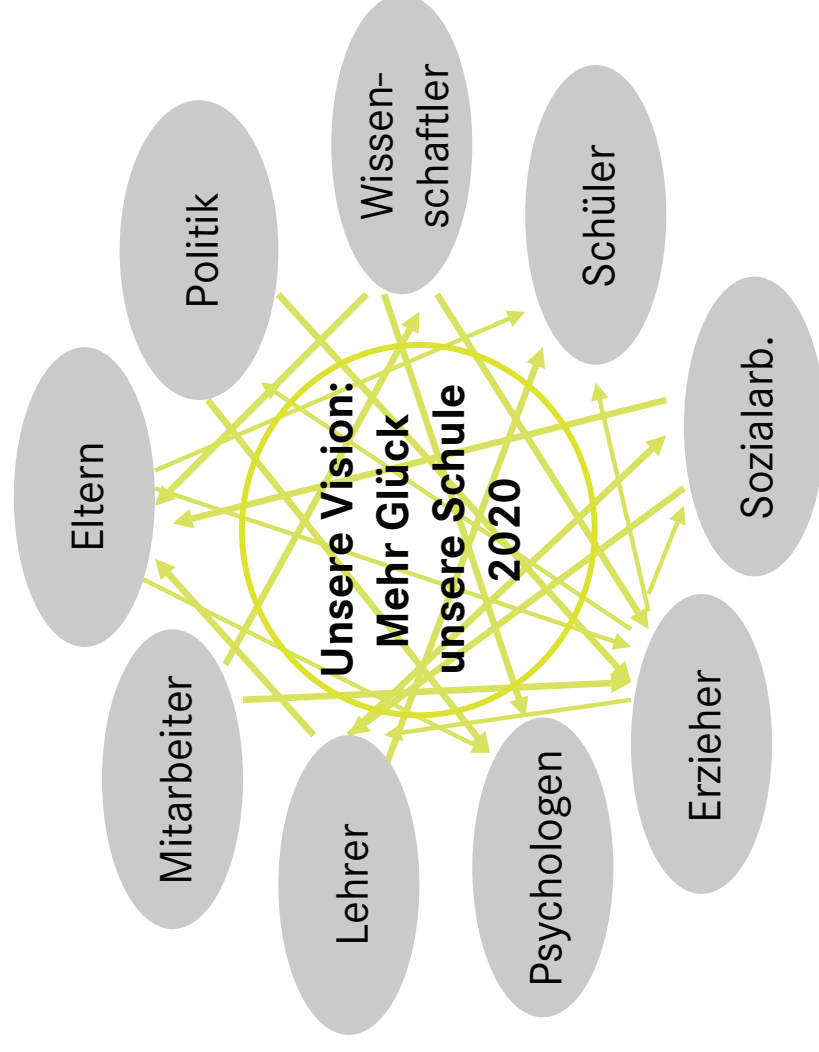 Wissen-
schaftler
Politik
Schüler
Eltern
Sozialarb.
Unsere Vision:
Mehr Glück
unsere Schule
2020
Mitarbeiter
Erzieher
Lehrer
Psychologen